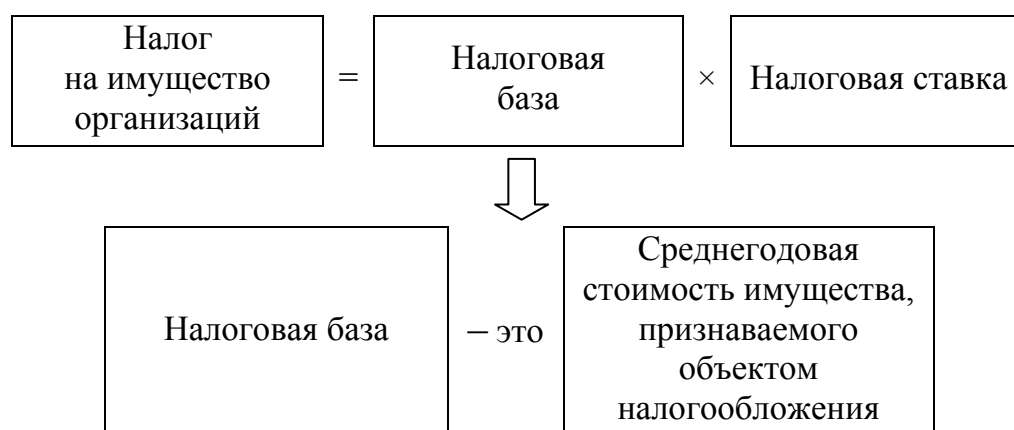 Налог
на имущество
организаций
=
Налоговая
база
×
Налоговая ставка
Налоговая база
– это
Среднегодовая
стоимость имущества,
признаваемого
объектом
налогообложения